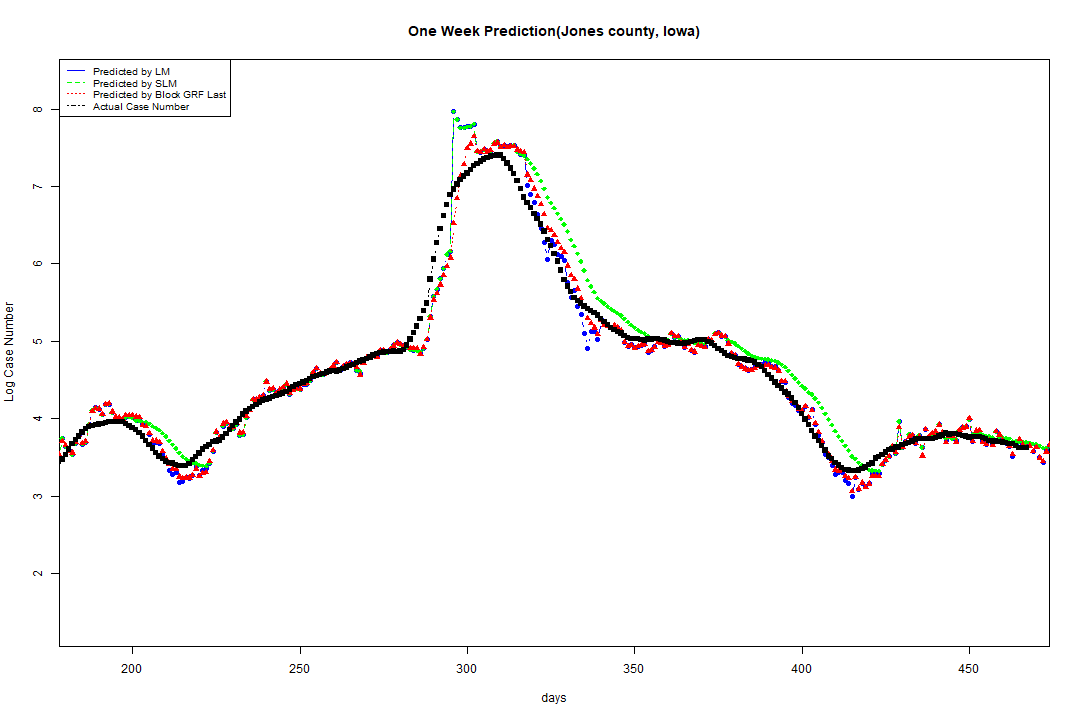 One Week Prediction(Jones county, Iowa)
Predicted by LM
Predicted by SLM
Predicted by Block GRF Last
Actual Case Number
8
7
6
5
4
3
2
Log Case Number
200 250 300 350 400 450
days